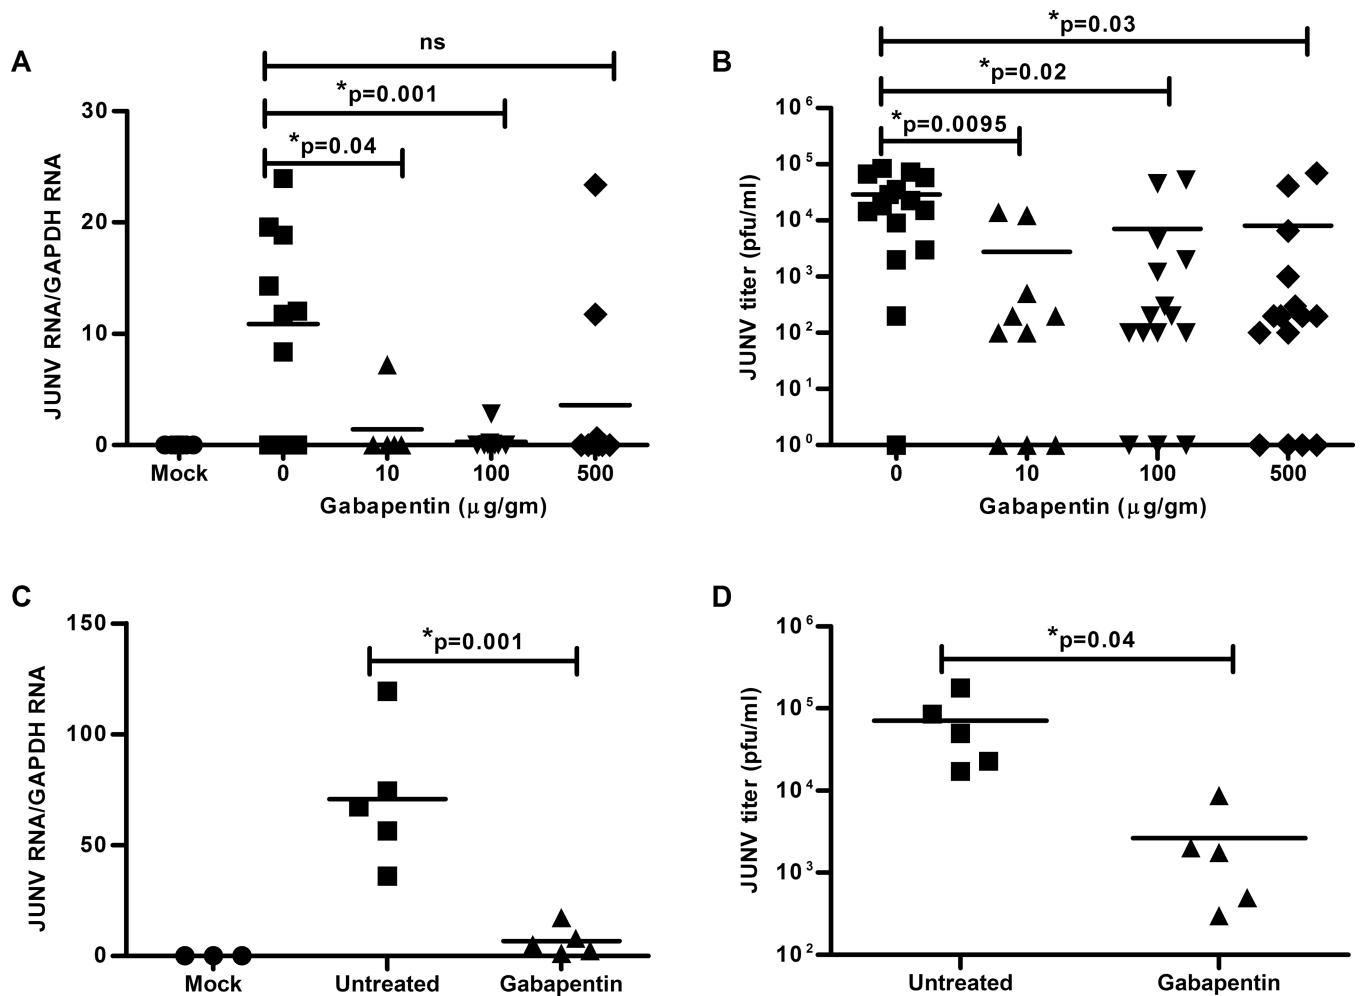 A
ns
*p=0.001
*p=0.04
30
20
10
0
JUNV RNA/GAPDH RNA
Mock 0 10 100 500
Gabapentin (μg/gm)
B
*p=0.03
*p=0.02
*p=0.0095
10⁶
10⁵
10⁴
10³
10²
10¹
10⁰
JUNV titer (pfu/ml)
0 10 100 500
Gabapentin (μg/gm)
C
*p=0.001
150
100
50
0
JUNV RNA/GAPDH RNA
Mock Untreated Gabapentin
D
*p=0.04
10⁶
10⁵
10⁴
10³
10²
JUNV titer (pfu/ml)
Untreated Gabapentin